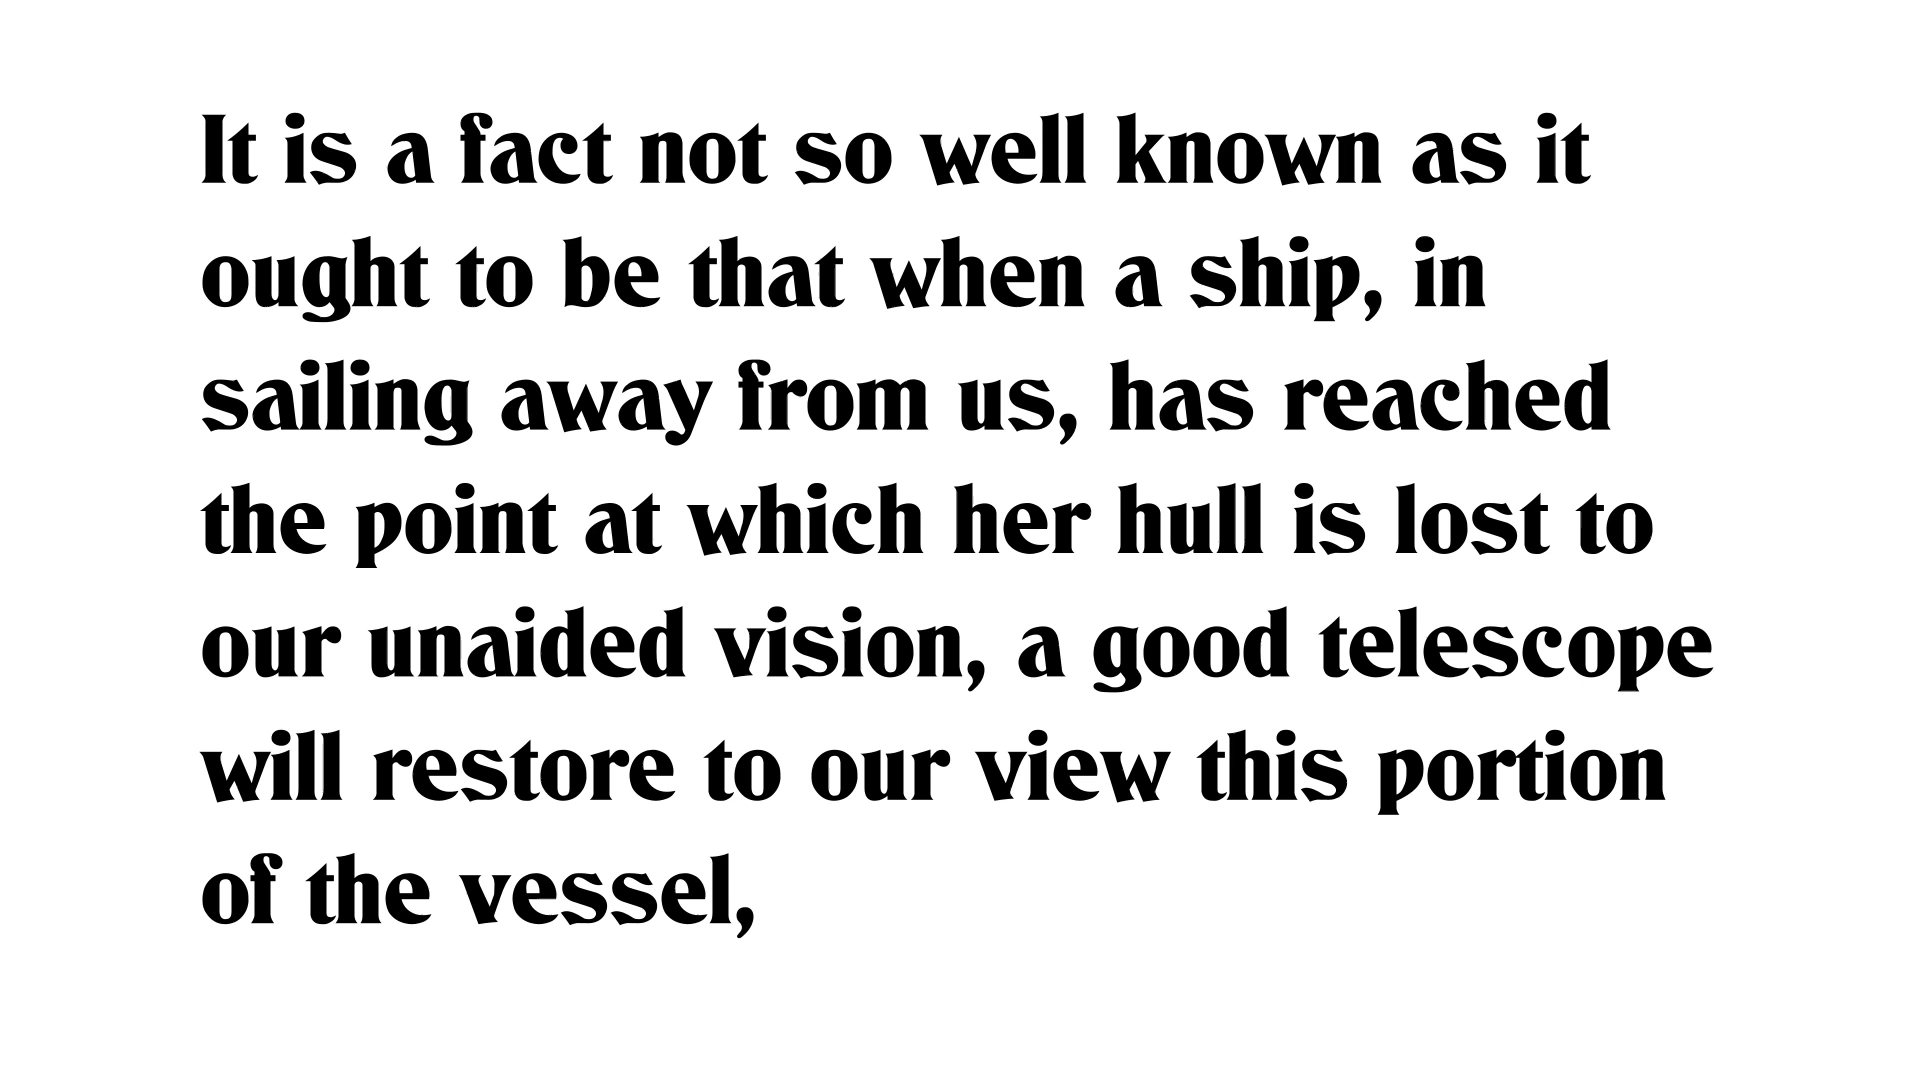 It is a fact not so well known as it
ought to be that when a ship, in
sailing away from us, has reached
the point at which her hull is lost to
our unaided vision, a good telescope
will restore to our view this portion
of the vessel,